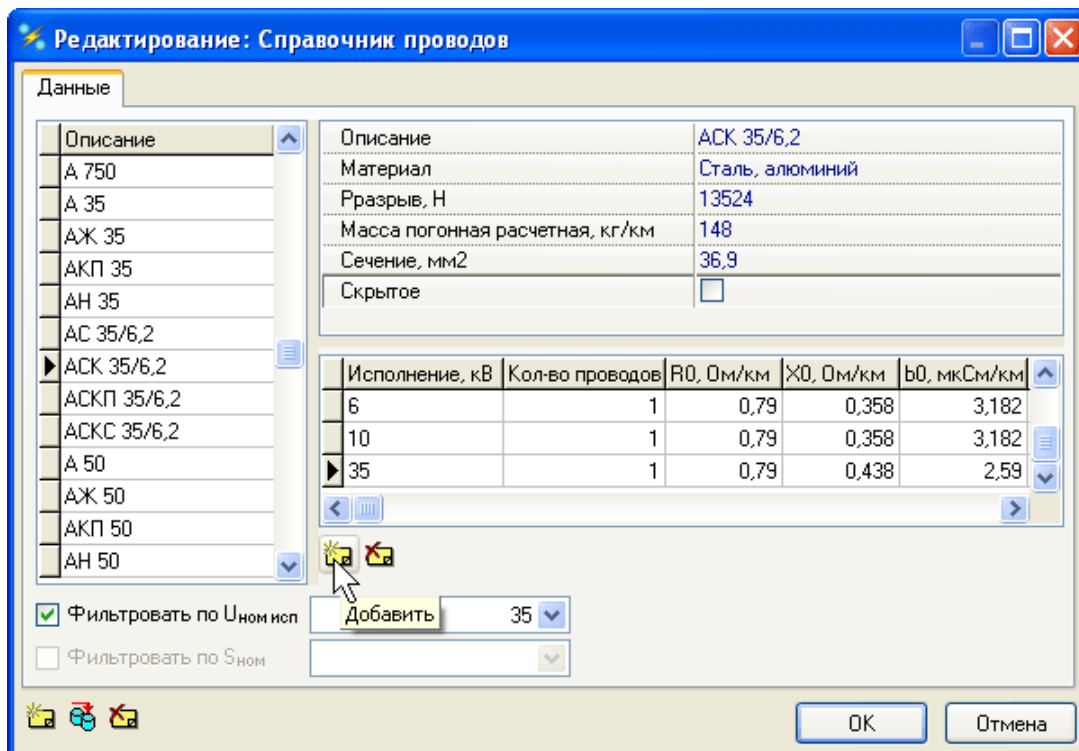 Редактирование: Справочник проводов
Данные
Описание
А 750
А 35
АЖ 35
АКП 35
АН 35
АС 35/6,2
АСК 35/6,2
АСКП 35/6,2
АСКС 35/6,2
А 50
АЖ 50
АКП 50
АН 50
Описание АСК 35/6,2
Материал Сталь, алюминий
Рразрыв, Н 13524
Масса погонная расчетная, кг/км 148
Сечение, мм2 36,9
Скрытое
Исполнение, кВ Кол-во проводов R0, Ом/км X0, Ом/км b0, мкСм/км
6 1 0,79 0,358 3,182
10 1 0,79 0,358 3,182
35 1 0,79 0,438 2,59
Добавить
Фильтровать по Uном исп 35
Фильтровать по Sном
OK Отмена